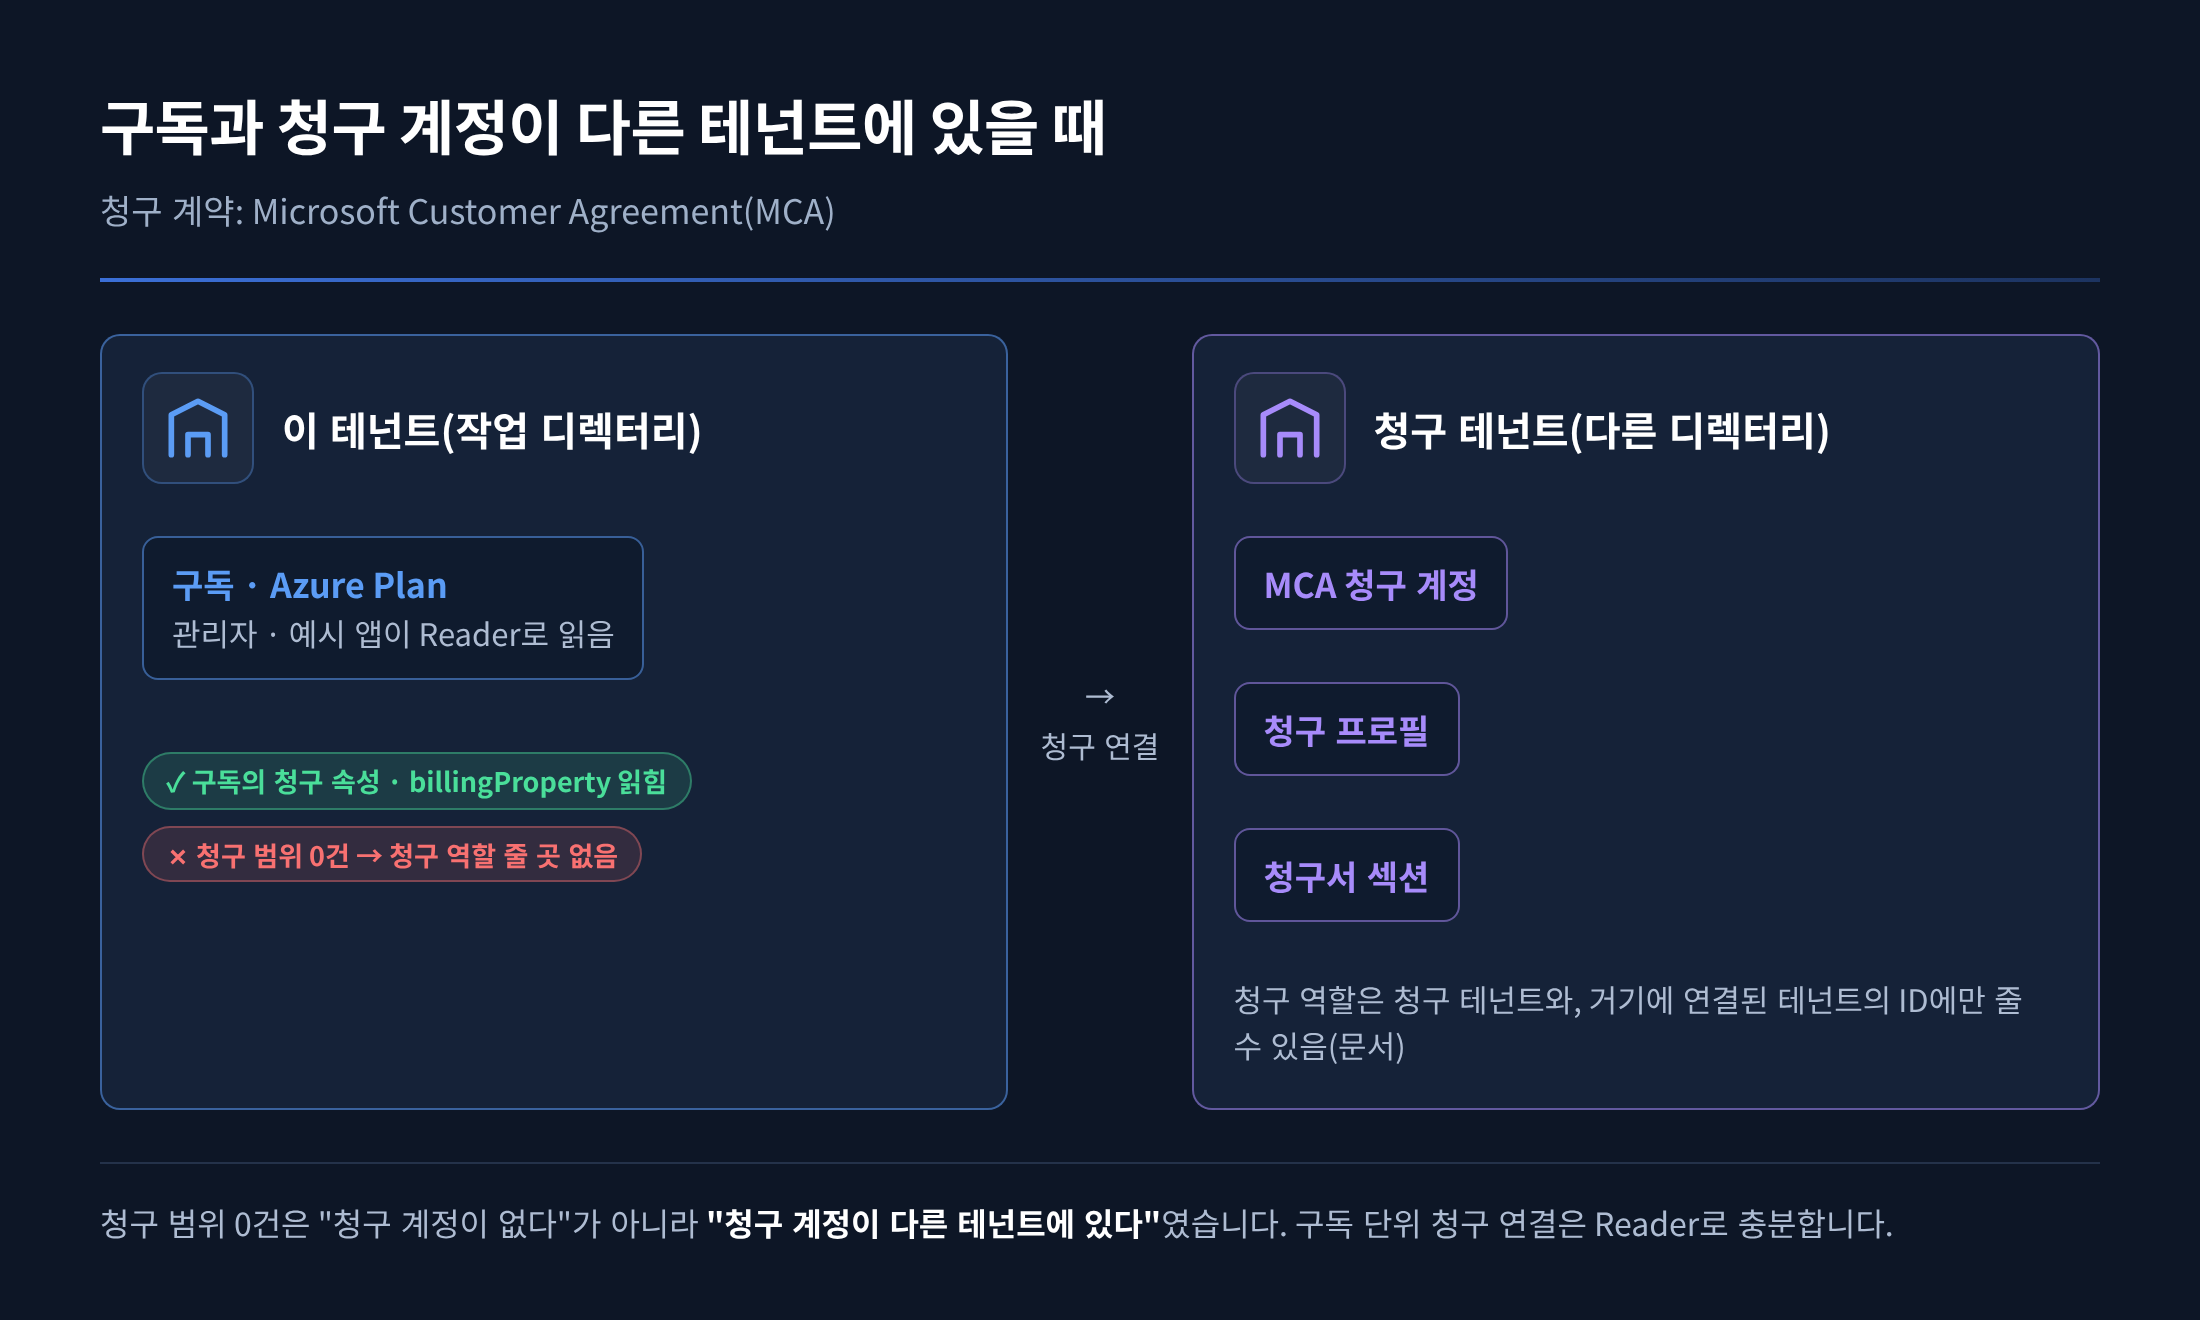 구독과 청구 계정이 다른 테넌트에 있을 때
청구 계약: Microsoft Customer Agreement(MCA)
이 테넌트(작업 디렉터리)
구독 · Azure Plan
관리자 · 예시 앱이 Reader로 읽음
✓ 구독의 청구 속성 · billingProperty 읽힘
× 청구 범위 0건 → 청구 역할 줄 곳 없음
→
청구 연결
청구 테넌트(다른 디렉터리)
MCA 청구 계정
청구 프로필
청구서 섹션
청구 역할은 청구 테넌트와, 거기에 연결된 테넌트의 ID에만 줄
수 있음(문서)
청구 범위 0건은 "청구 계정이 없다"가 아니라 "청구 계정이 다른 테넌트에 있다"였습니다. 구독 단위 청구 연결은 Reader로 충분합니다.